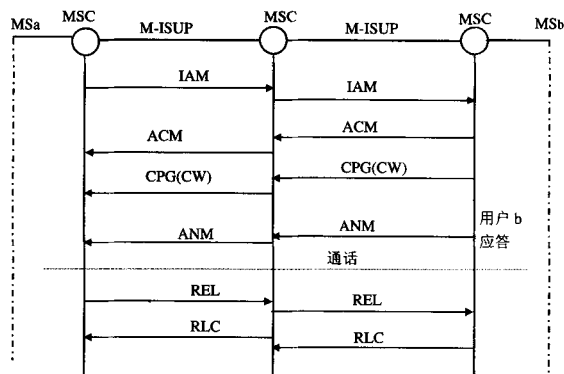 MSa
MSC
M-ISUP
MSC
M-ISUP
MSC
MSb
IAM
IAM
ACM
ACM
CPG(CW)
CPG(CW)
ANM
ANM
用户 b
应答
通话
REL
REL
RLC
RLC